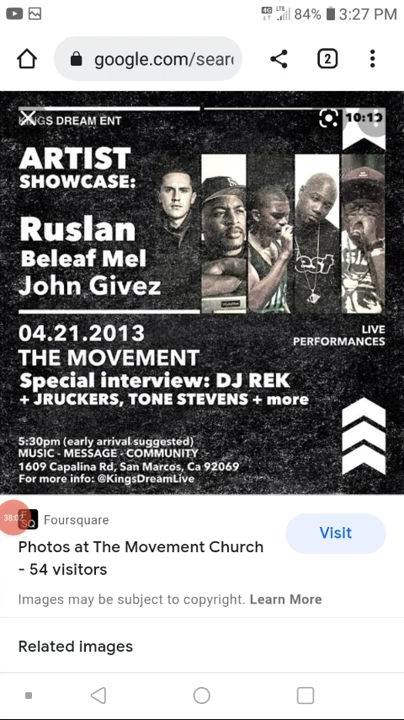 84% 3:27 PM
google.com/sear
2
KINGS DREAM ENT
ARTIST
SHOWCASE:
Ruslan
Beleaf Mel
John Givez
04.21.2013
THE MOVEMENT
LIVE
PERFORMANCES
Special interview: DJ REK
+ JRUCKERS, TONE STEVENS + more
5:30pm (early arrival suggested)
MUSIC - MESSAGE - COMMUNITY
1609 Capalina Rd, San Marcos, Ca 92069
For more info: @KingsDreamLive
Foursquare
Photos at The Movement Church
- 54 visitors
Visit
Images may be subject to copyright. Learn More
Related images